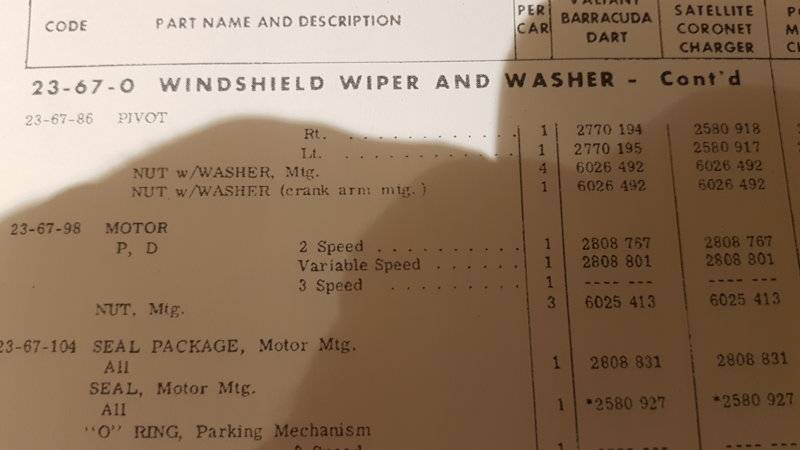 PER VALIANT SATELLITE
CODE PART NAME AND DESCRIPTION CAR BARRACUDA CORONET
DART CHARGER
23-67-0 WINDSHIELD WIPER AND WASHER - Cont'd
23-67-86 PIVOT
Rt. . . . . . . . . . . . 1 2770 194 2580 918
Lt. . . . . . . . . . . . 1 2770 195 2580 917
NUT w/WASHER, Mtg. 4 6026 492 6026 492
NUT w/WASHER (crank arm mtg.) 1 6026 492 6026 492
23-67-98 MOTOR
P, D 2 Speed . . . . . . . . . . 1 2808 767 2808 767
Variable Speed . . . . . . 1 2808 801 2808 801
3 Speed . . . . . . . . . 1 ---- --- ---- ---
NUT, Mtg. 3 6025 413 6025 413
23-67-104 SEAL PACKAGE, Motor Mtg.
All 1 2808 831 2808 831
SEAL, Motor Mtg.
All 1 *2580 927 *2580 927
"O" RING, Parking Mechanism
Speed 1 ---- --- ---- ---